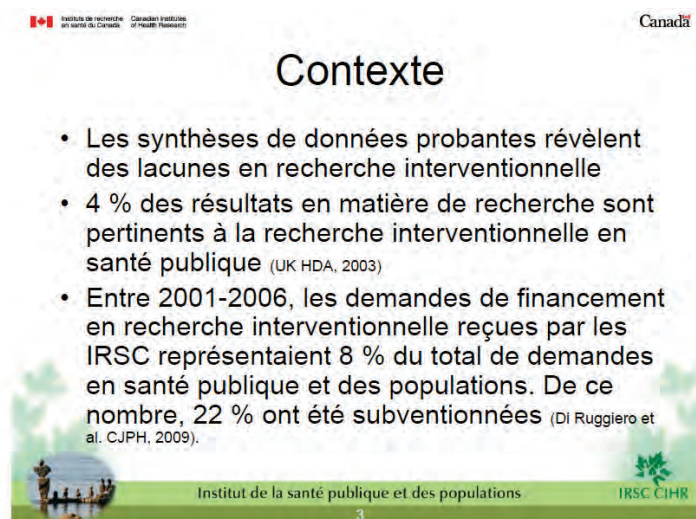 Instituts de recherche Canadian Institutes
en santé du Canada of Health Research
Canada
Contexte
• Les synthèses de données probantes révèlent
des lacunes en recherche interventionnelle
• 4 % des résultats en matière de recherche sont
pertinents à la recherche interventionnelle en
santé publique (UK HDA, 2003)
• Entre 2001-2006, les demandes de financement
en recherche interventionnelle reçues par les
IRSC représentaient 8 % du total de demandes
en santé publique et des populations. De ce
nombre, 22 % ont été subventionnées (Di Ruggiero et
al. CJPH, 2009).
Institut de la santé publique et des populations
IRSC CIHR
3